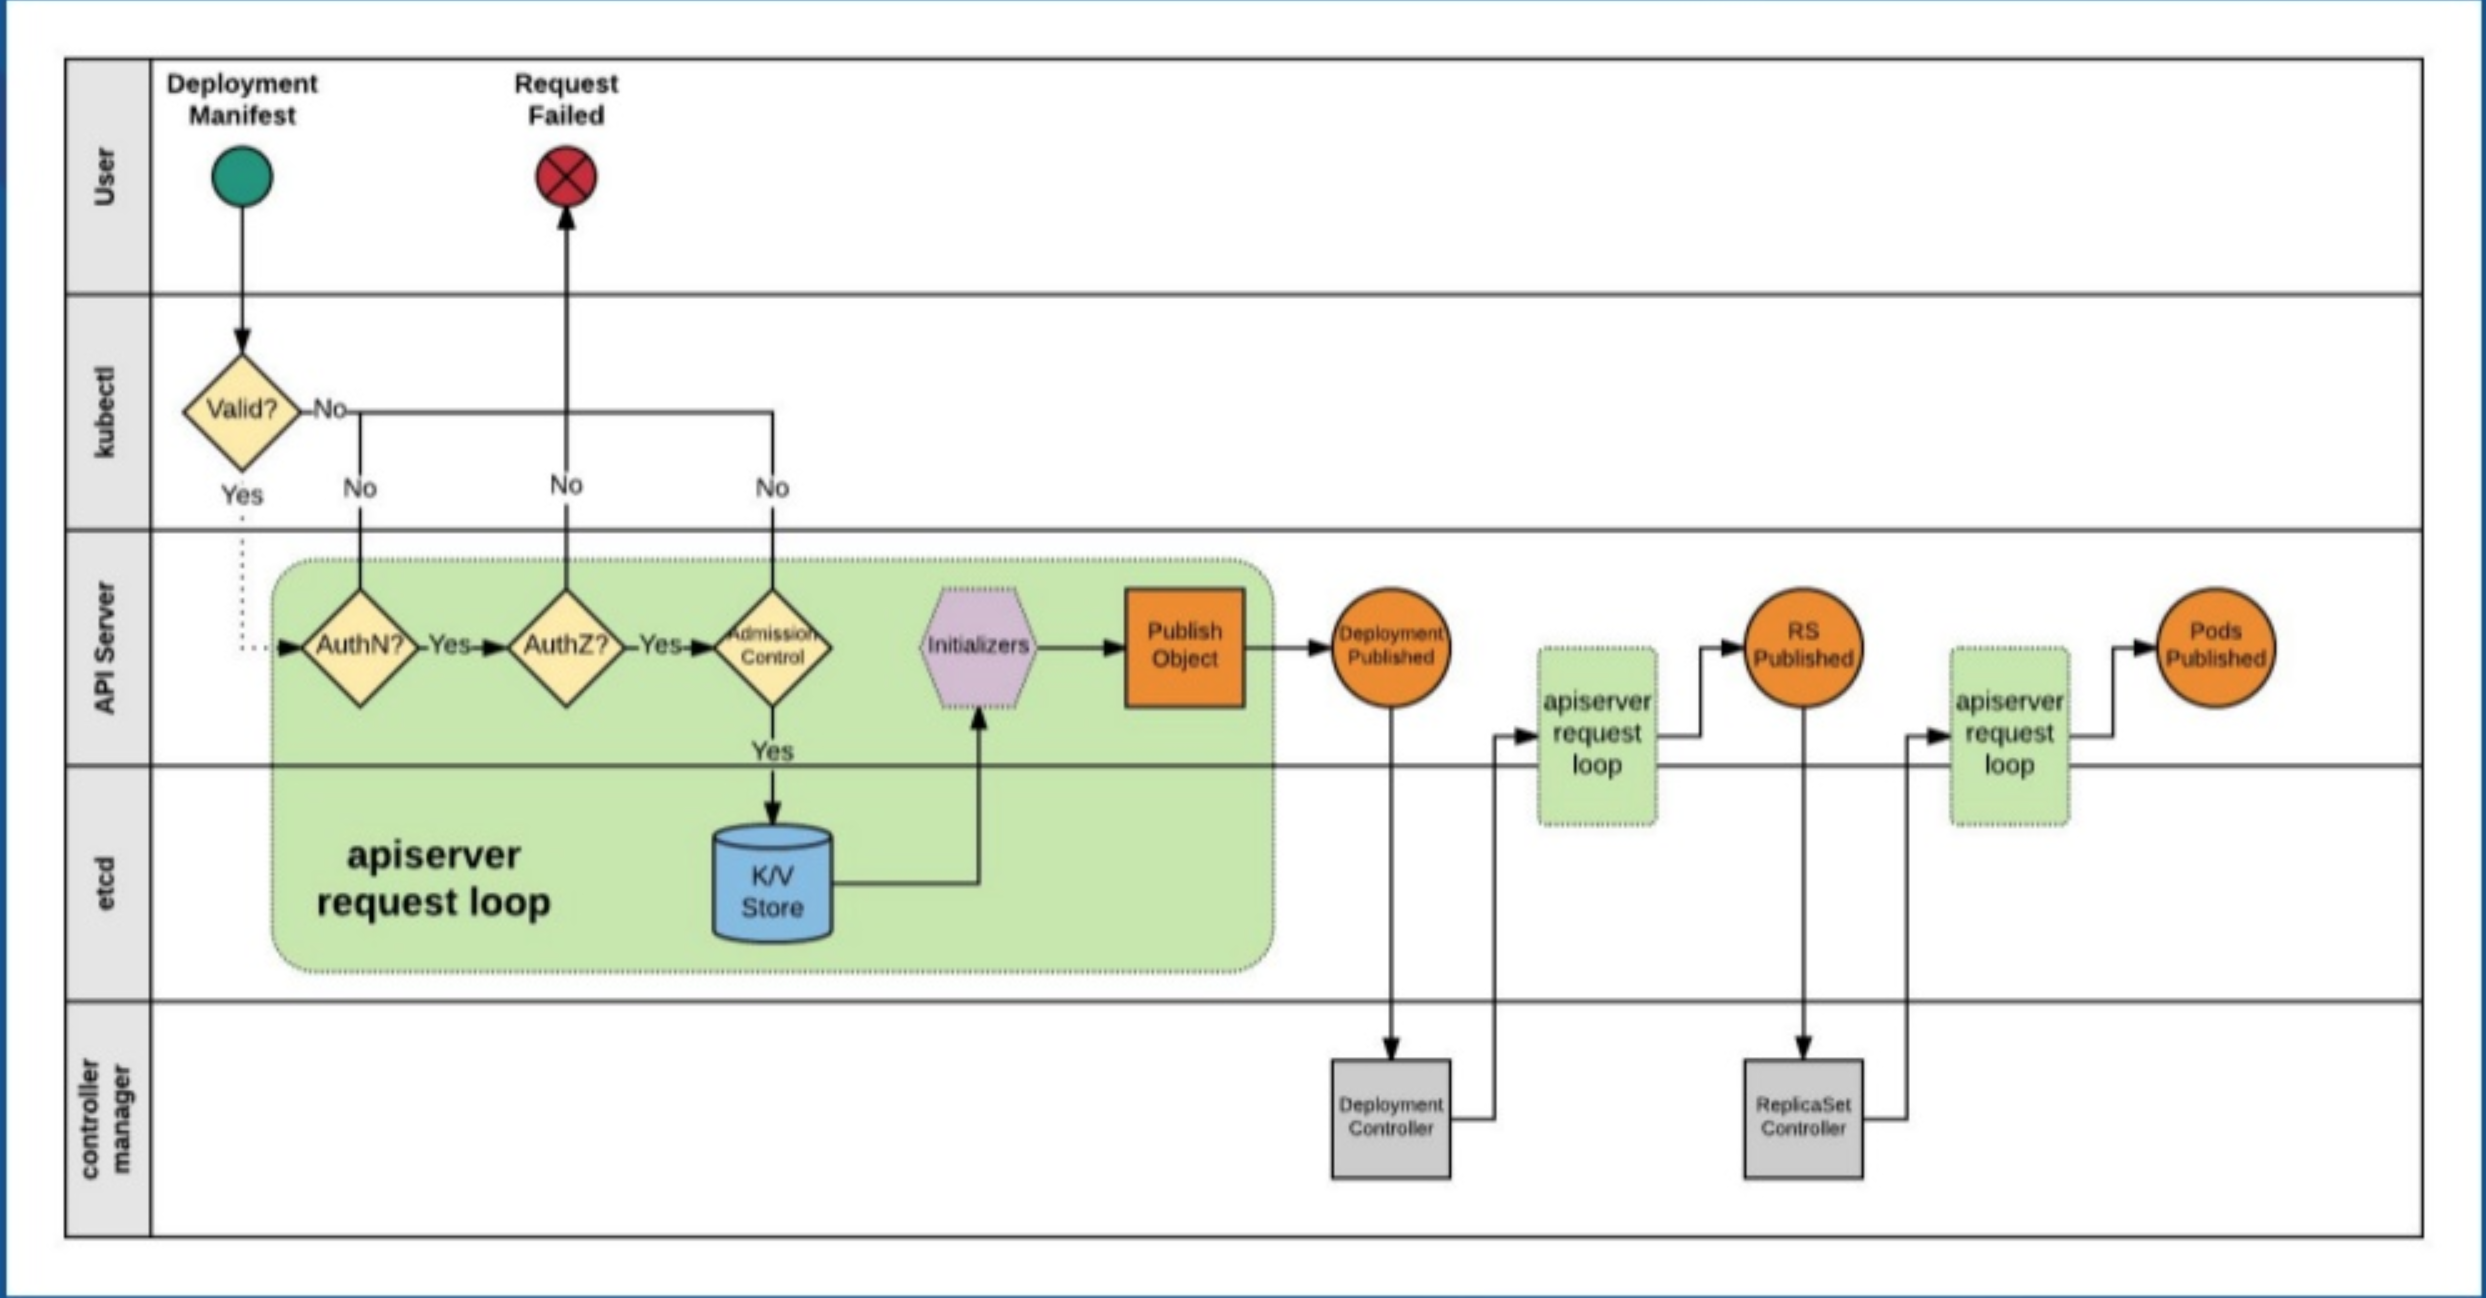 Deployment
Manifest
Request
Failed
User
kubectl
Valid?
No
Yes
No
No
No
API Server
AuthN?
Yes
AuthZ?
Yes
Admission
Control
Yes
Initializers
Publish
Object
Deployment
Published
apiserver
request
loop
RS
Published
apiserver
request
loop
Pods
Published
etcd
apiserver
request loop
K/V
Store
controller
manager
Deployment
Controller
ReplicaSet
Controller